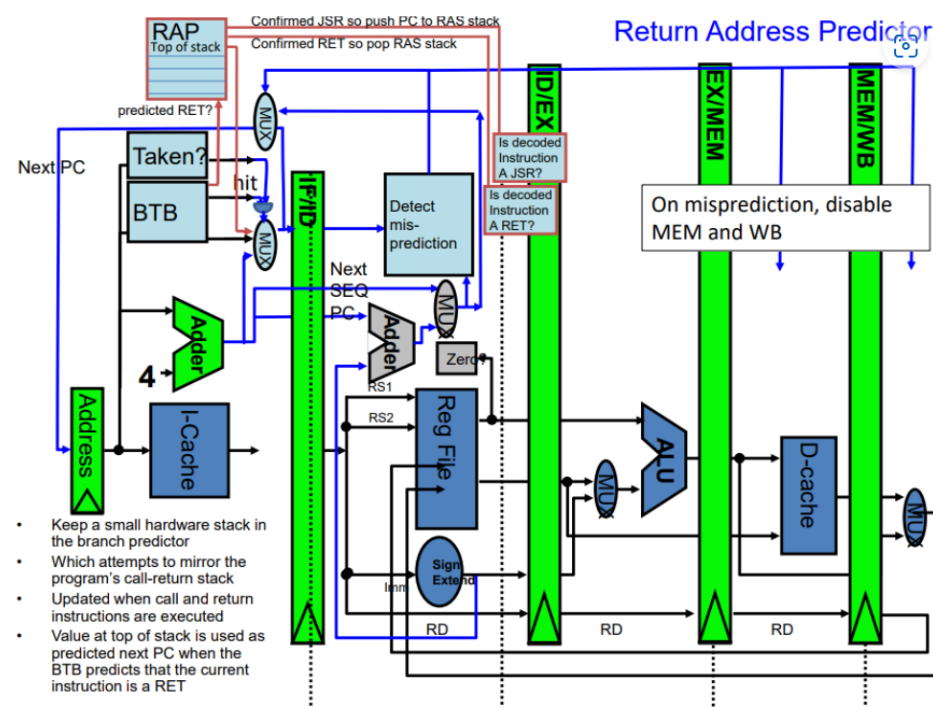 Return Address Predictor
RAP
Top of stack
Confirmed JSR so push PC to RAS stack
Confirmed RET so pop RAS stack
predicted RET?
MUX
Next PC
Taken?
hit
BTB
MUX
IF/ID
Detect
mis-
prediction
ID/EX
Is decoded
Instruction
A JSR?
Is decoded
Instruction
A RET?
EX/MEM
MEM/WB
On misprediction, disable
MEM and WB
Next
SEQ
PC
MUX
Adder
Adder
4
Zero?
RS1
RS2
Reg File
Address
I-Cache
ALU
MUX
D-cache
MUX
Sign
Extend
Imm
RD
RD
RD
• Keep a small hardware stack in
the branch predictor
• Which attempts to mirror the
program's call-return stack
• Updated when call and return
instructions are executed
• Value at top of stack is used as
predicted next PC when the
BTB predicts that the current
instruction is a RET